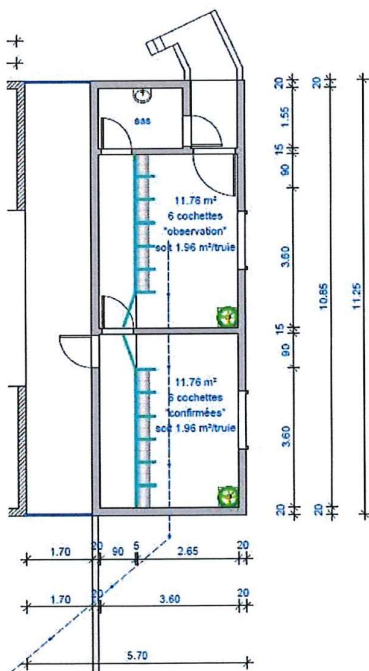 sas
11.76 m²
6 cochettes
"observation"
soit 1.96 m²/truie
11.76 m²
6 cochettes
"confirmées"
soit 1.96 m²/truie
20
1.55
15
90
3.60
15
90
3.60
20
20
10.85
20
11.25
1.70
20
90
5
2.65
20
1.70
20
3.60
20
5.70